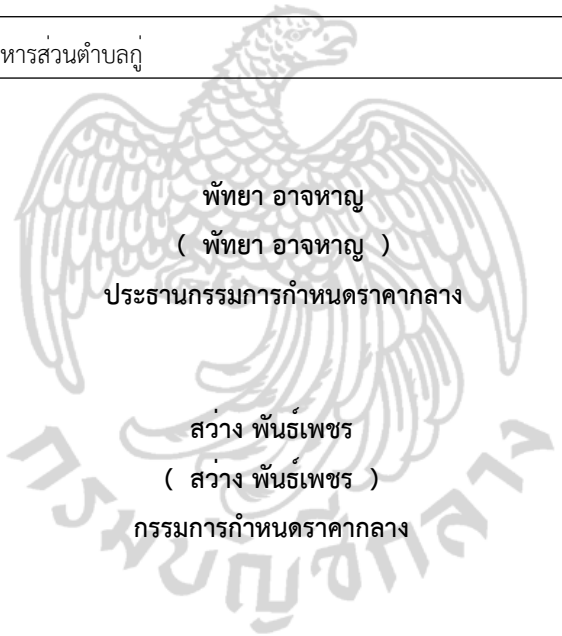 หารส่วนตำบลกู่
พัทยา อาจหาญ
( พัทยา อาจหาญ )
ประธานกรรมการกำหนดราคากลาง
สว่าง พันธ์เพชร
( สว่าง พันธ์เพชร )
กรรมการกำหนดราคากลาง
กรมบัญชีกลาง